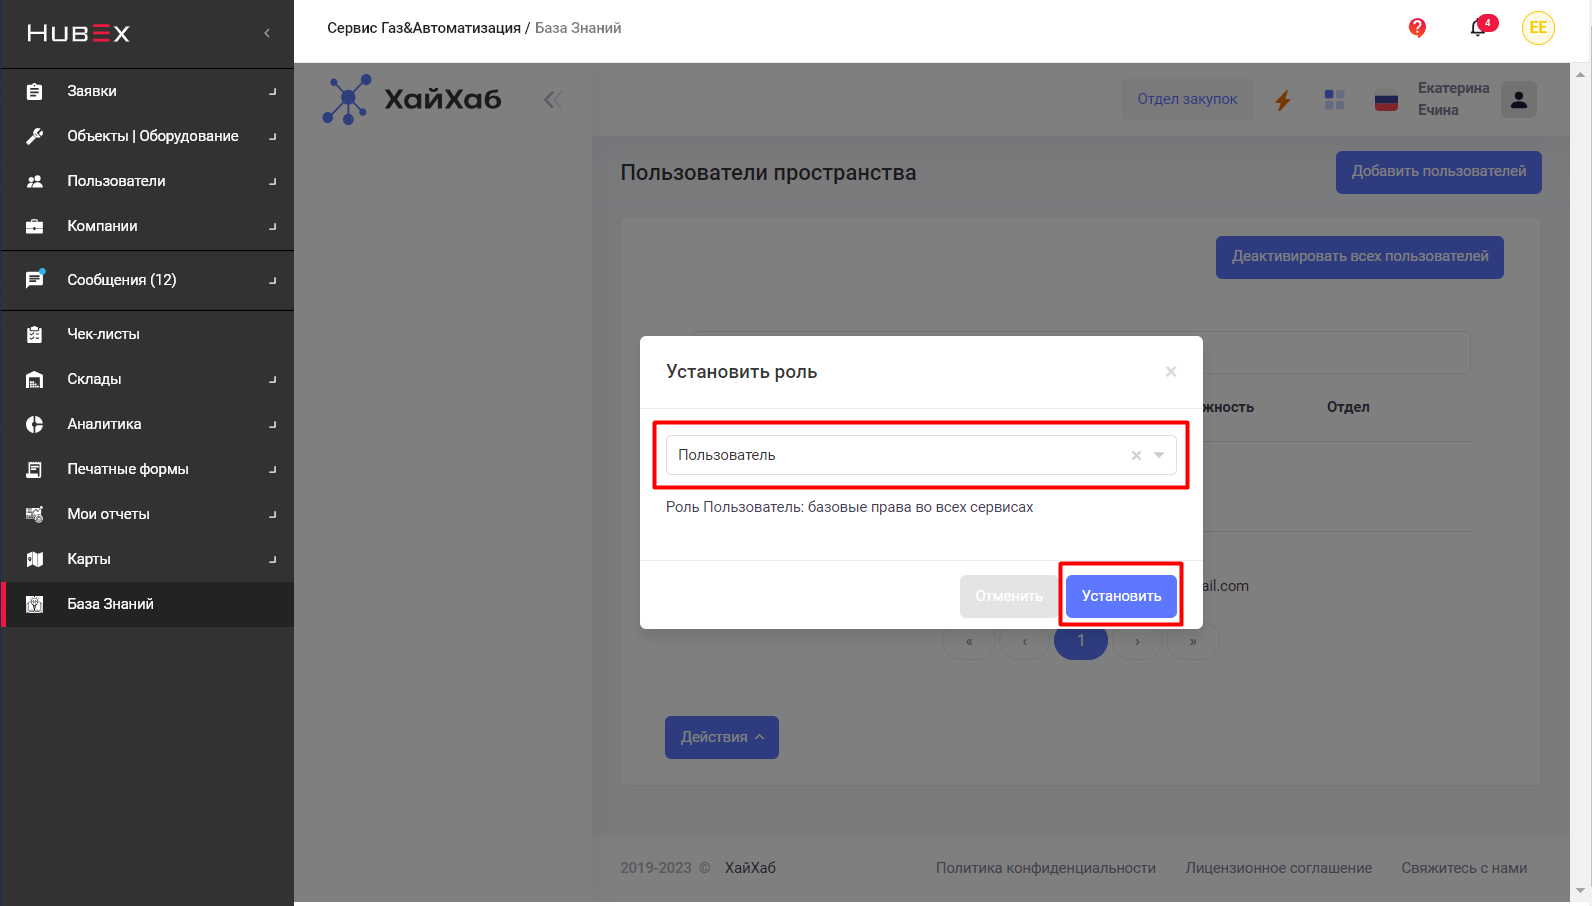 HUBEX
Заявки
Объекты | Оборудование
Пользователи
Компании
Сообщения (12)
Чек-листы
Склады
Аналитика
Печатные формы
Мои отчеты
Карты
База Знаний
Сервис Газ&Автоматизация / База Знаний
4
EE
ХайХаб
Отдел закупок
Екатерина
Ечина
Пользователи пространства
Добавить пользователей
Деактивировать всех пользователей
жность
Отдел
Установить роль
×
Пользователь
×
Роль Пользователь: базовые права во всех сервисах
Отменить
Установить
ail.com
« ‹ 1 › »
Действия
2019-2023 © ХайХаб
Политика конфиденциальности
Лицензионное соглашение
Свяжитесь с нами